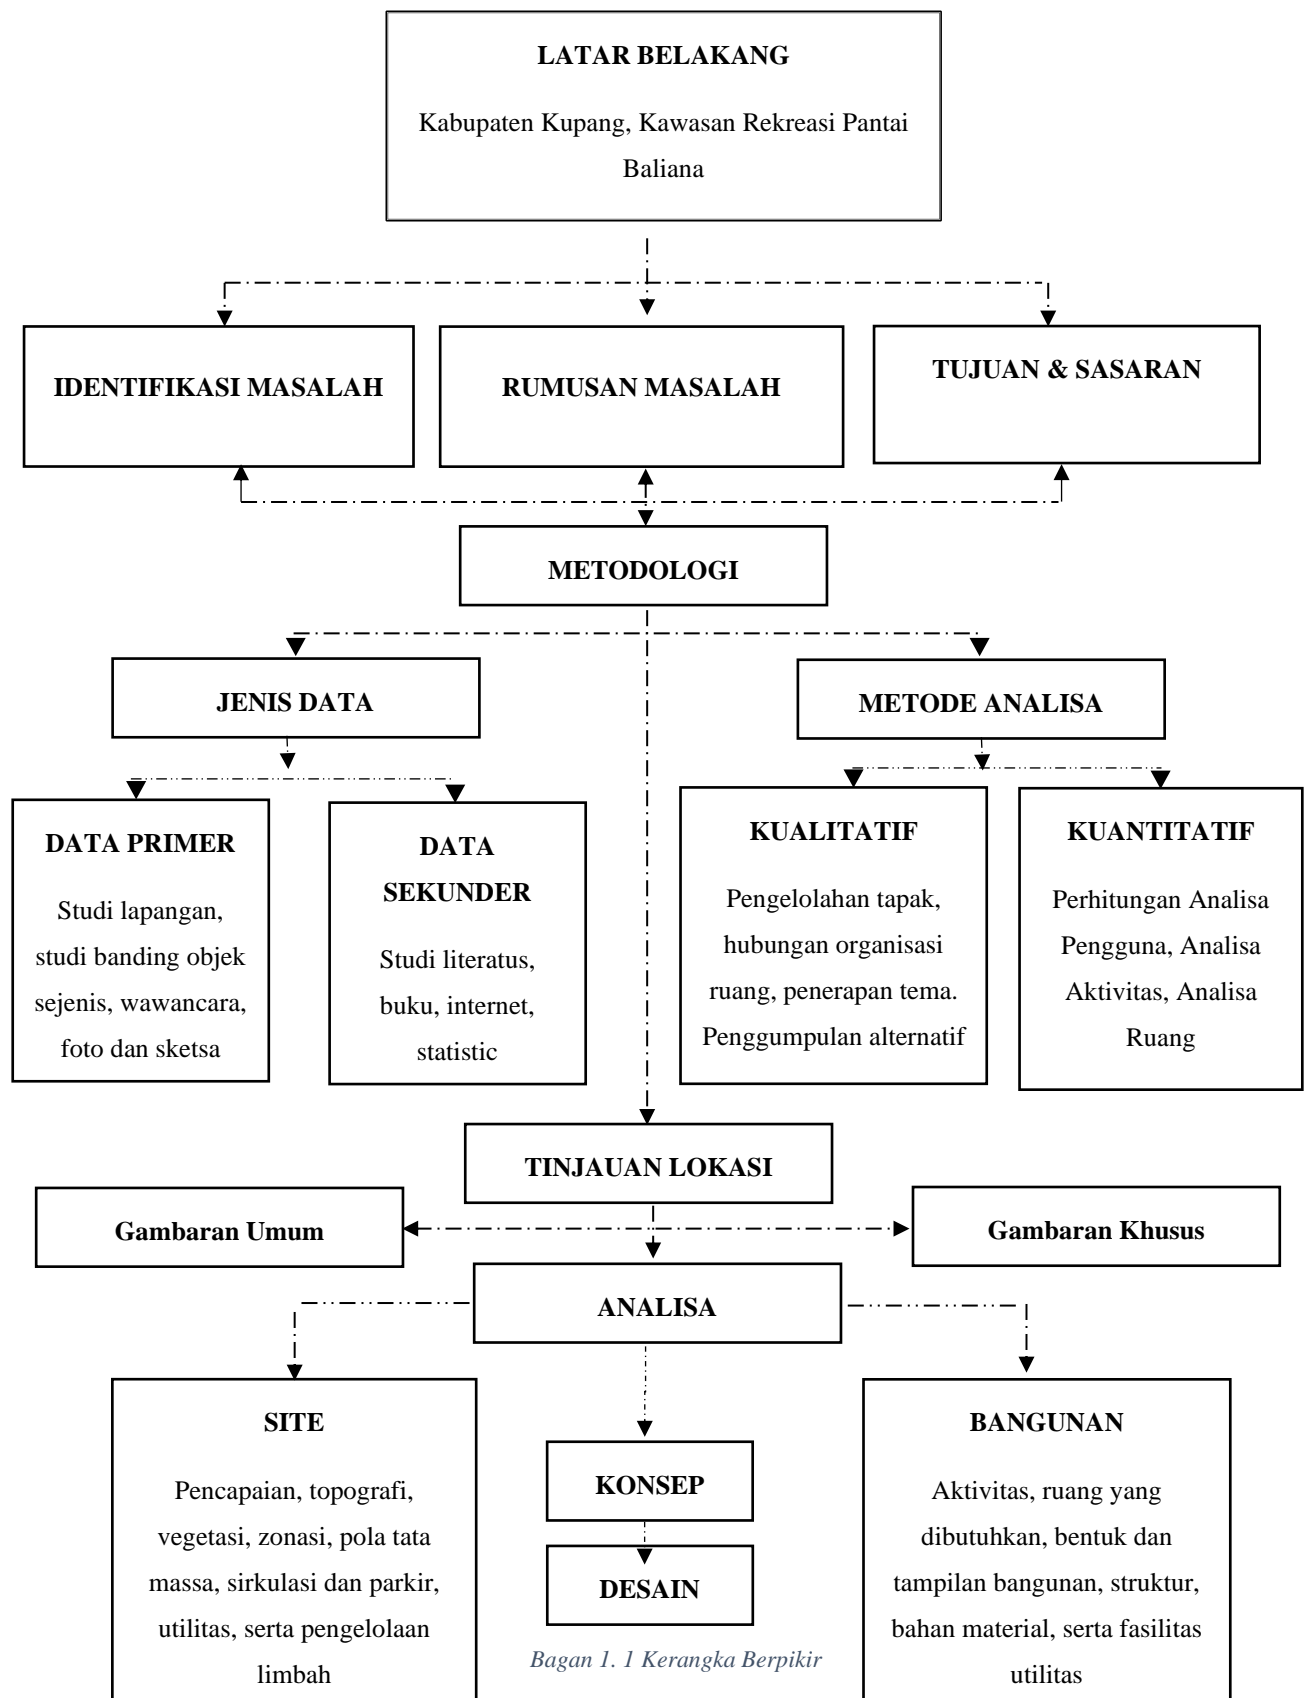 LATAR BELAKANG
Kabupaten Kupang, Kawasan Rekreasi Pantai
Baliana
IDENTIFIKASI MASALAH
RUMUSAN MASALAH
TUJUAN & SASARAN
METODOLOGI
JENIS DATA
METODE ANALISA
DATA PRIMER
Studi lapangan,
studi banding objek
sejenis, wawancara,
foto dan sketsa
DATA
SEKUNDER
Studi literatus,
buku, internet,
statistic
KUALITATIF
Pengelolahan tapak,
hubungan organisasi
ruang, penerapan tema.
Penggumpulan alternatif
KUANTITATIF
Perhitungan Analisa
Pengguna, Analisa
Aktivitas, Analisa
Ruang
TINJAUAN LOKASI
Gambaran Umum
Gambaran Khusus
ANALISA
SITE
Pencapaian, topografi,
vegetasi, zonasi, pola tata
massa, sirkulasi dan parkir,
utilitas, serta pengelolaan
limbah
KONSEP
DESAIN
BANGUNAN
Aktivitas, ruang yang
dibutuhkan, bentuk dan
tampilan bangunan, struktur,
bahan material, serta fasilitas
utilitas
Bagan 1. 1 Kerangka Berpikir